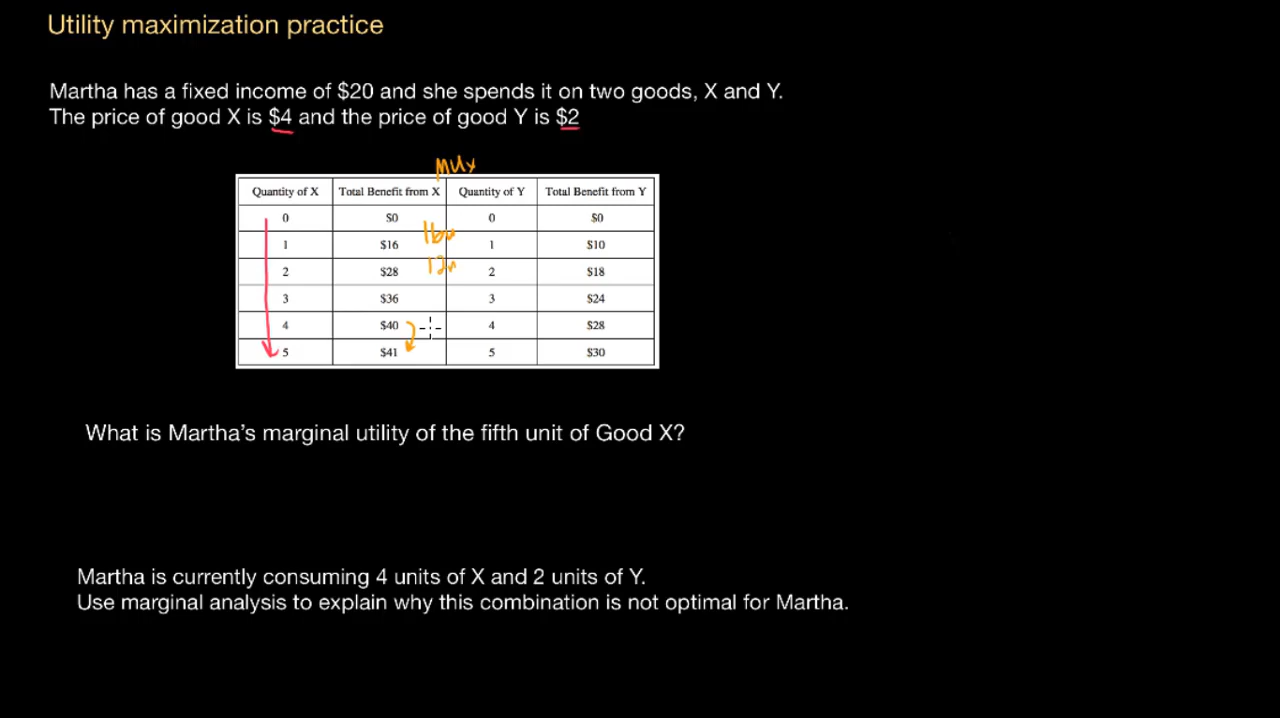 Utility maximization practice
Martha has a fixed income of $20 and she spends it on two goods, X and Y.
The price of good X is $4 and the price of good Y is $2
MUx
Quantity of X Total Benefit from X Quantity of Y Total Benefit from Y
0 $0 0 $0
16u
1 $16 1 $10
12u
2 $28 2 $18
3 $36 3 $24
4 $40 4 $28
5 $41 5 $30
What is Martha's marginal utility of the fifth unit of Good X?
Martha is currently consuming 4 units of X and 2 units of Y.
Use marginal analysis to explain why this combination is not optimal for Martha.